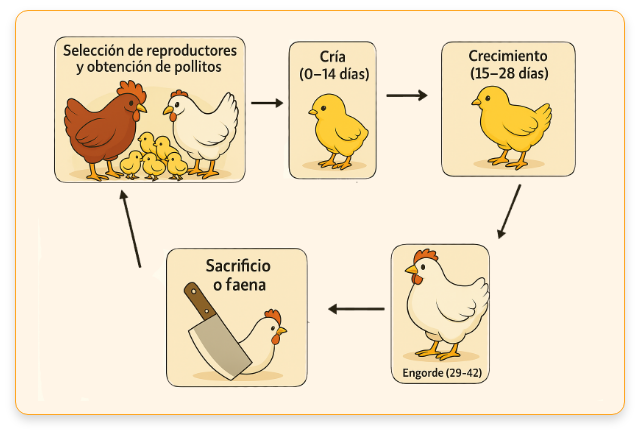 Selección de reproductores
y obtención de pollitos
Cría
(0–14 días)
Crecimiento
(15–28 días)
Engorde (29-42)
Sacrificio
o faena